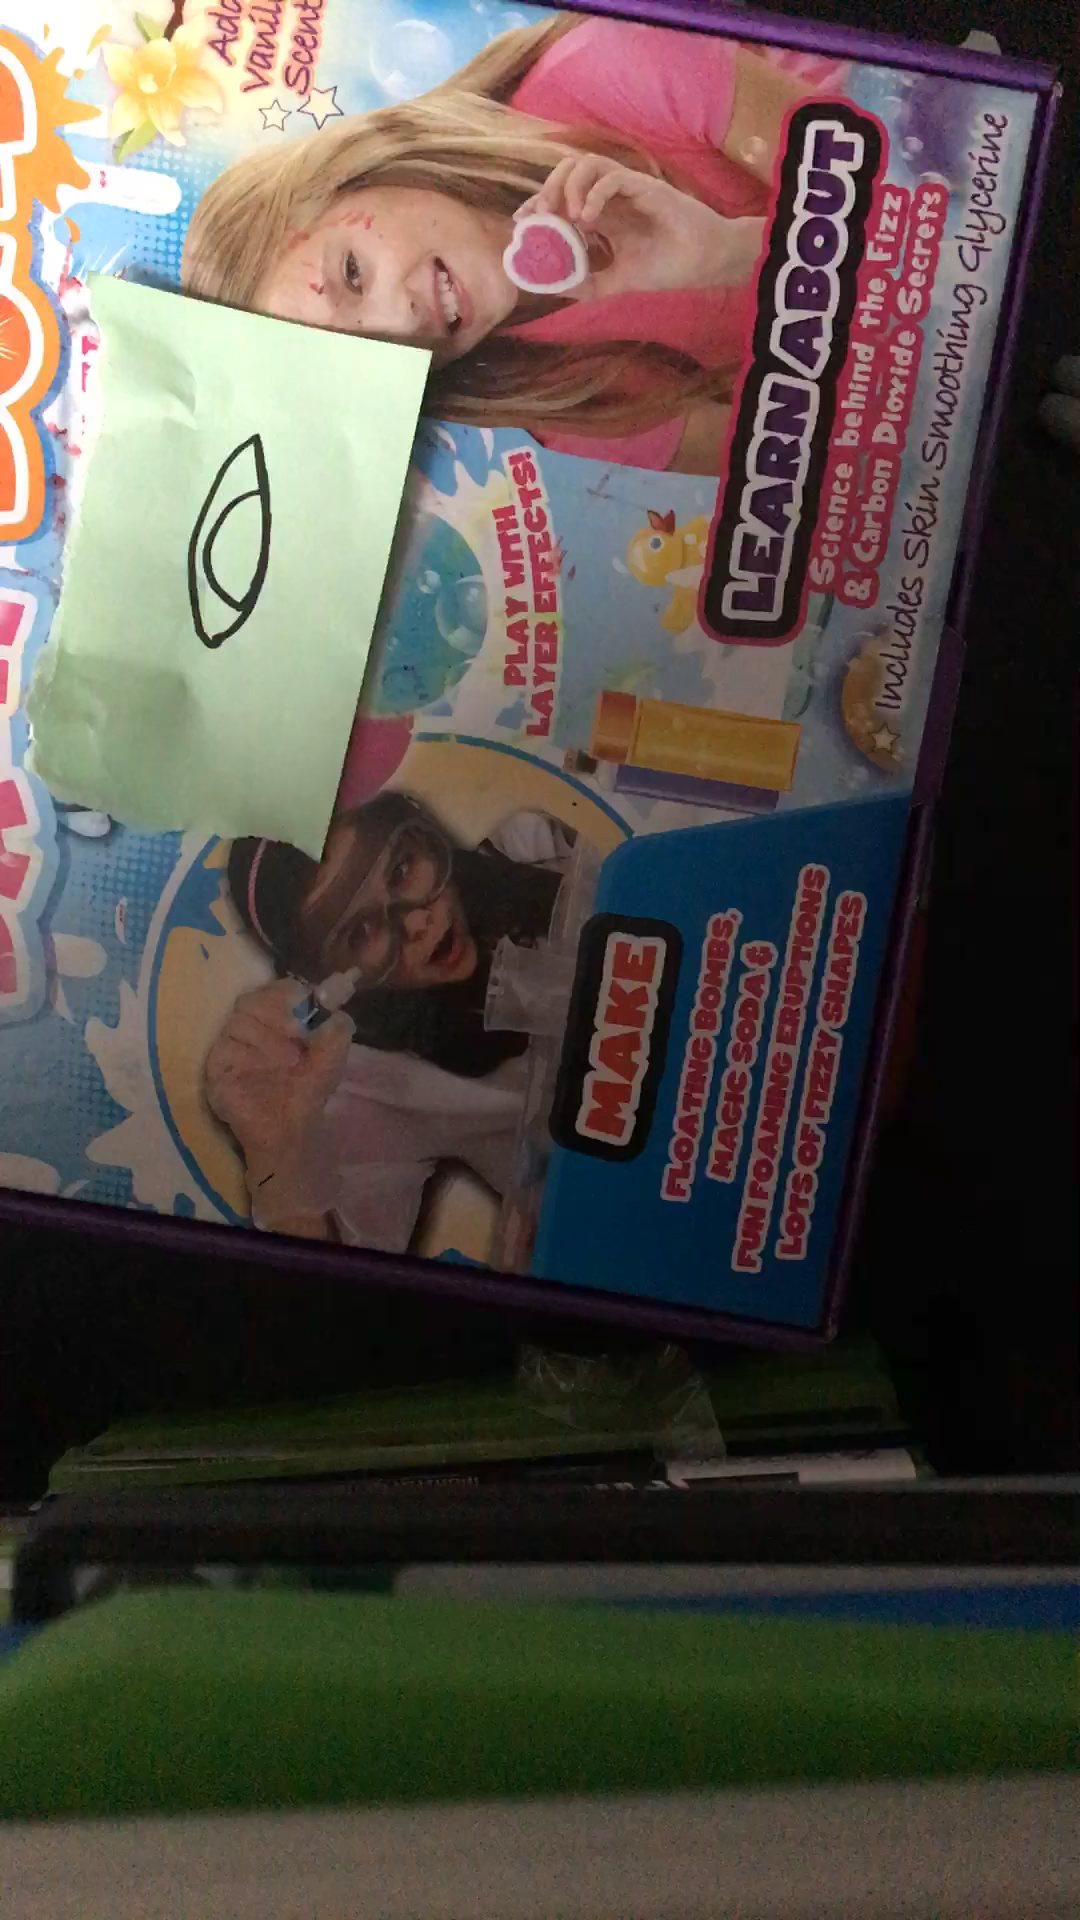 Add
Vanill
Scent
PLAY WITH
LAYER EFFECTS!
LEARN ABOUT
Science behind the Fizz
& Carbon Dioxide Secrets
Includes Skin Smoothing Glycerine
MAKE
FLOATING BOMBS,
MAGIC SODA &
FUN FOAMING ERUPTIONS
LOTS OF FIZZY SHAPES